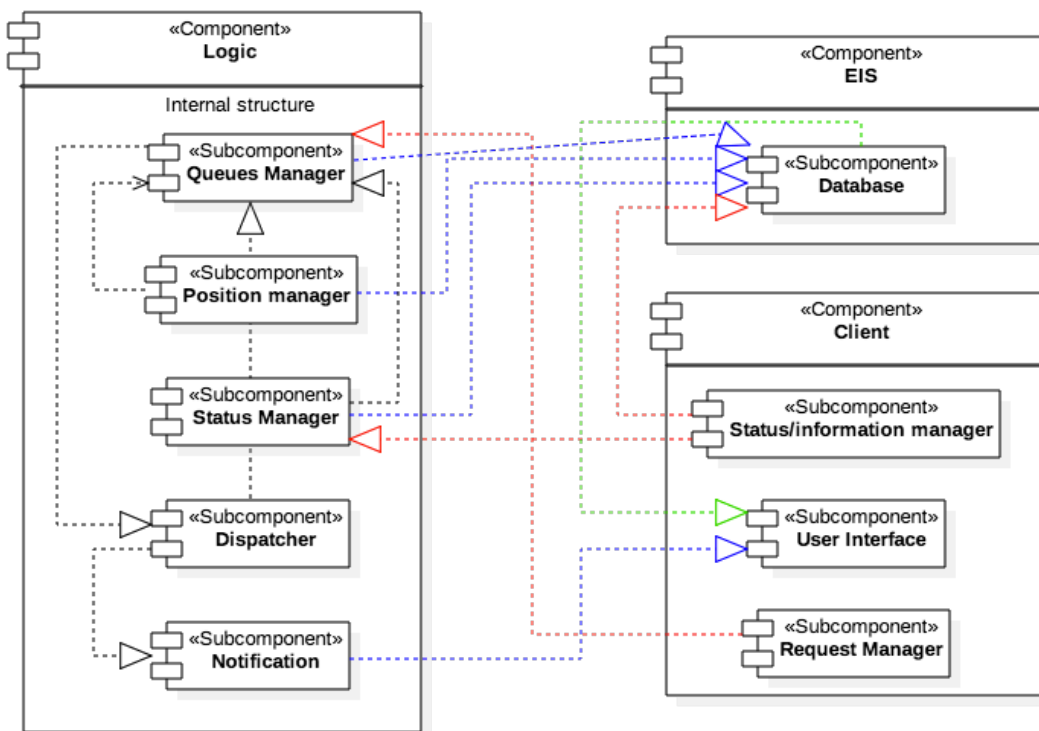 «Component»
Logic
Internal structure
«Subcomponent»
Queues Manager
«Subcomponent»
Position manager
«Subcomponent»
Status Manager
«Subcomponent»
Dispatcher
«Subcomponent»
Notification
«Component»
EIS
«Subcomponent»
Database
«Component»
Client
«Subcomponent»
Status/information manager
«Subcomponent»
User Interface
«Subcomponent»
Request Manager